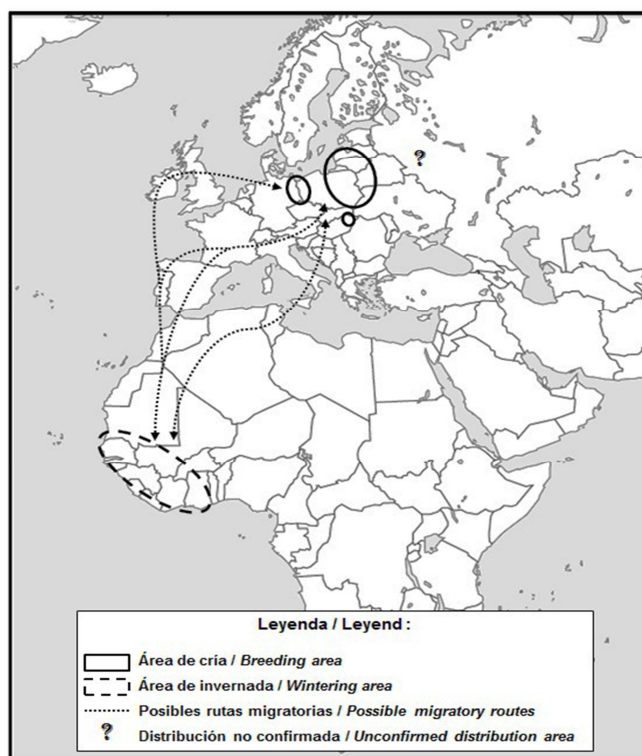 ?
Leyenda / Leyend :
Área de cría / Breeding area
Área de invernada / Wintering area
Posibles rutas migratorias / Possible migratory routes
? Distribución no confirmada / Unconfirmed distribution area